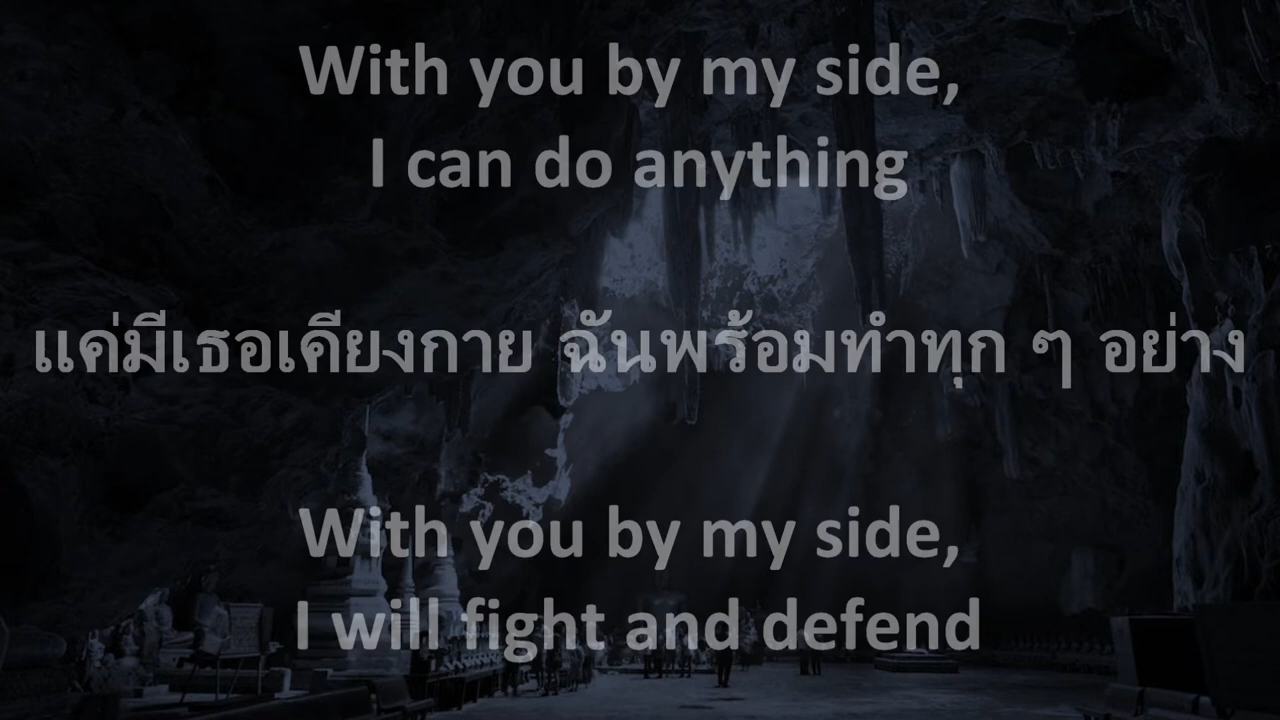 With you by my side,
I can do anything
แค่มีเธอเคียงกาย ฉันพร้อมทำทุก ๆ อย่าง
With you by my side,
I will fight and defend